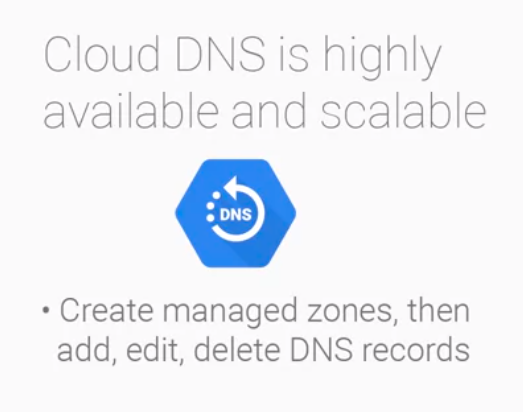 Cloud DNS is highly
available and scalable
DNS
• Create managed zones, then
add, edit, delete DNS records